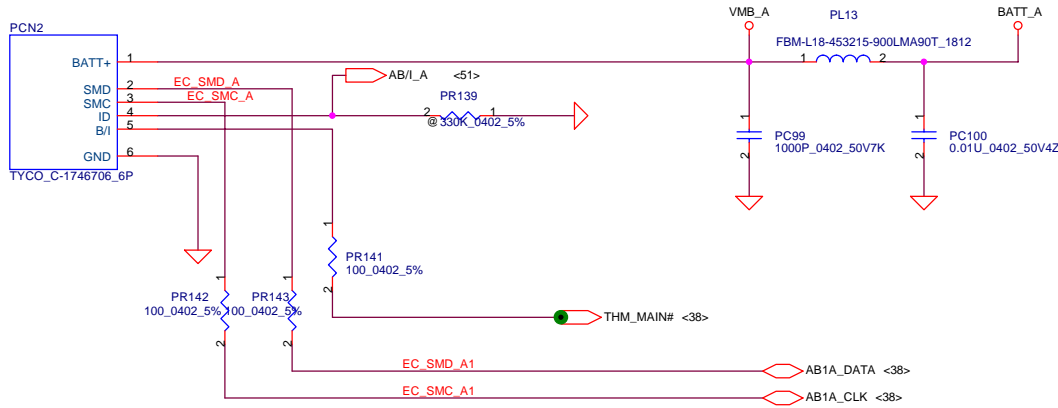 VMB_A
PL13
BATT_A
PCN2
FBM-L18-453215-900LMA90T_1812
1
1
2
BATT+
AB/I_A <51>
EC_SMD_A
2
SMD
EC_SMC_A
3
SMC
PR139
1
1
4
ID
2
1
@330K_0402_5%
5
B/I
PC99
PC100
1000P_0402_50V7K
0.01U_0402_50V4Z
2
2
6
GND
TYCO_C-1746706_6P
1
PR141
100_0402_5%
1
1
2
PR142
PR143
100_0402_5%
100_0402_5%
THM_MAIN# <38>
2
2
EC_SMD_A1
AB1A_DATA <38>
EC_SMC_A1
AB1A_CLK <38>